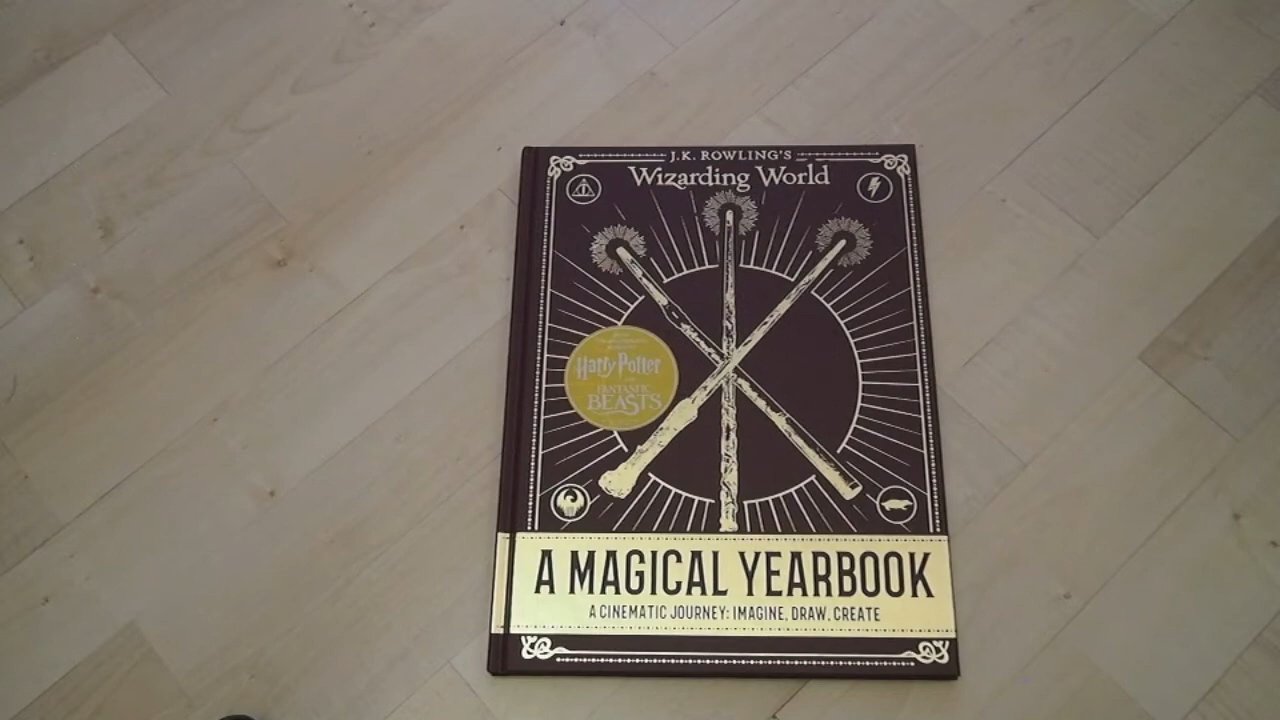 J.K. ROWLING'S
Wizarding World
Harry Potter
FANTASTIC
BEASTS
A MAGICAL YEARBOOK
A CINEMATIC JOURNEY: IMAGINE, DRAW, CREATE